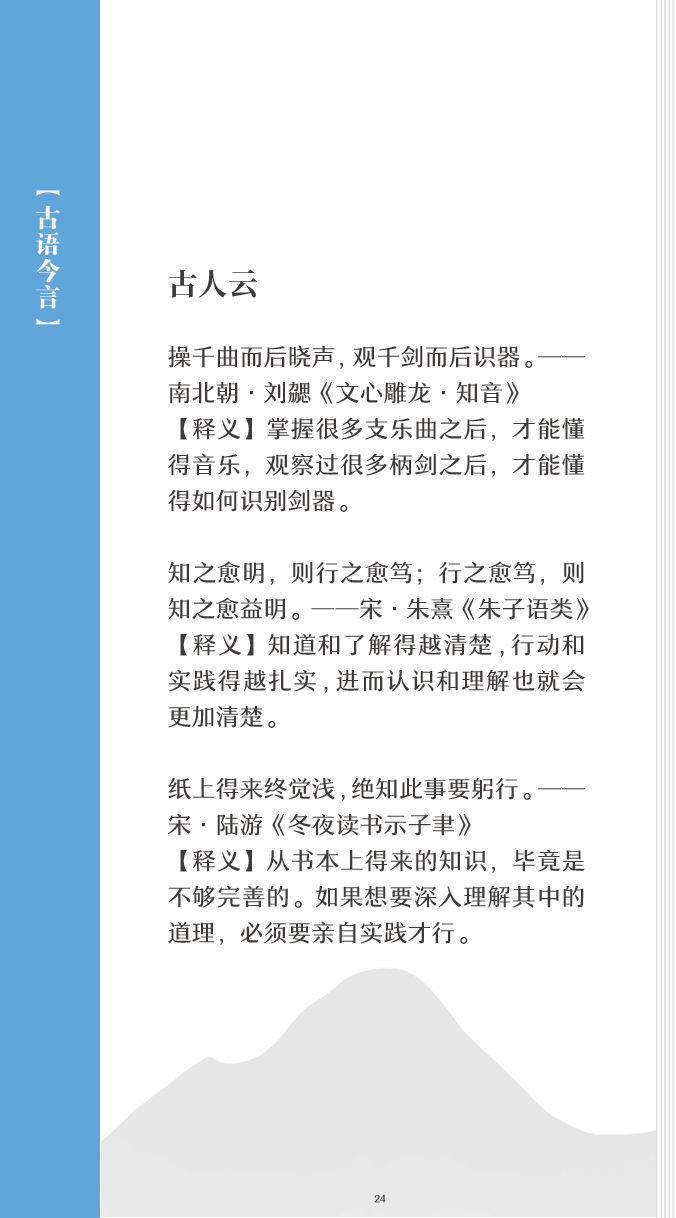 【古语今言】
古人云
操千曲而后晓声，观千剑而后识器。——
南北朝·刘勰《文心雕龙·知音》
【释义】掌握很多支乐曲之后，才能懂
得音乐，观察过很多柄剑之后，才能懂
得如何识别剑器。
知之愈明，则行之愈笃；行之愈笃，则
知之愈益明。——宋·朱熹《朱子语类》
【释义】知道和了解得越清楚，行动和
实践得越扎实，进而认识和理解也就会
更加清楚。
纸上得来终觉浅，绝知此事要躬行。——
宋·陆游《冬夜读书示子聿》
【释义】从书本上得来的知识，毕竟是
不够完善的。如果想要深入理解其中的
道理，必须要亲自实践才行。
24